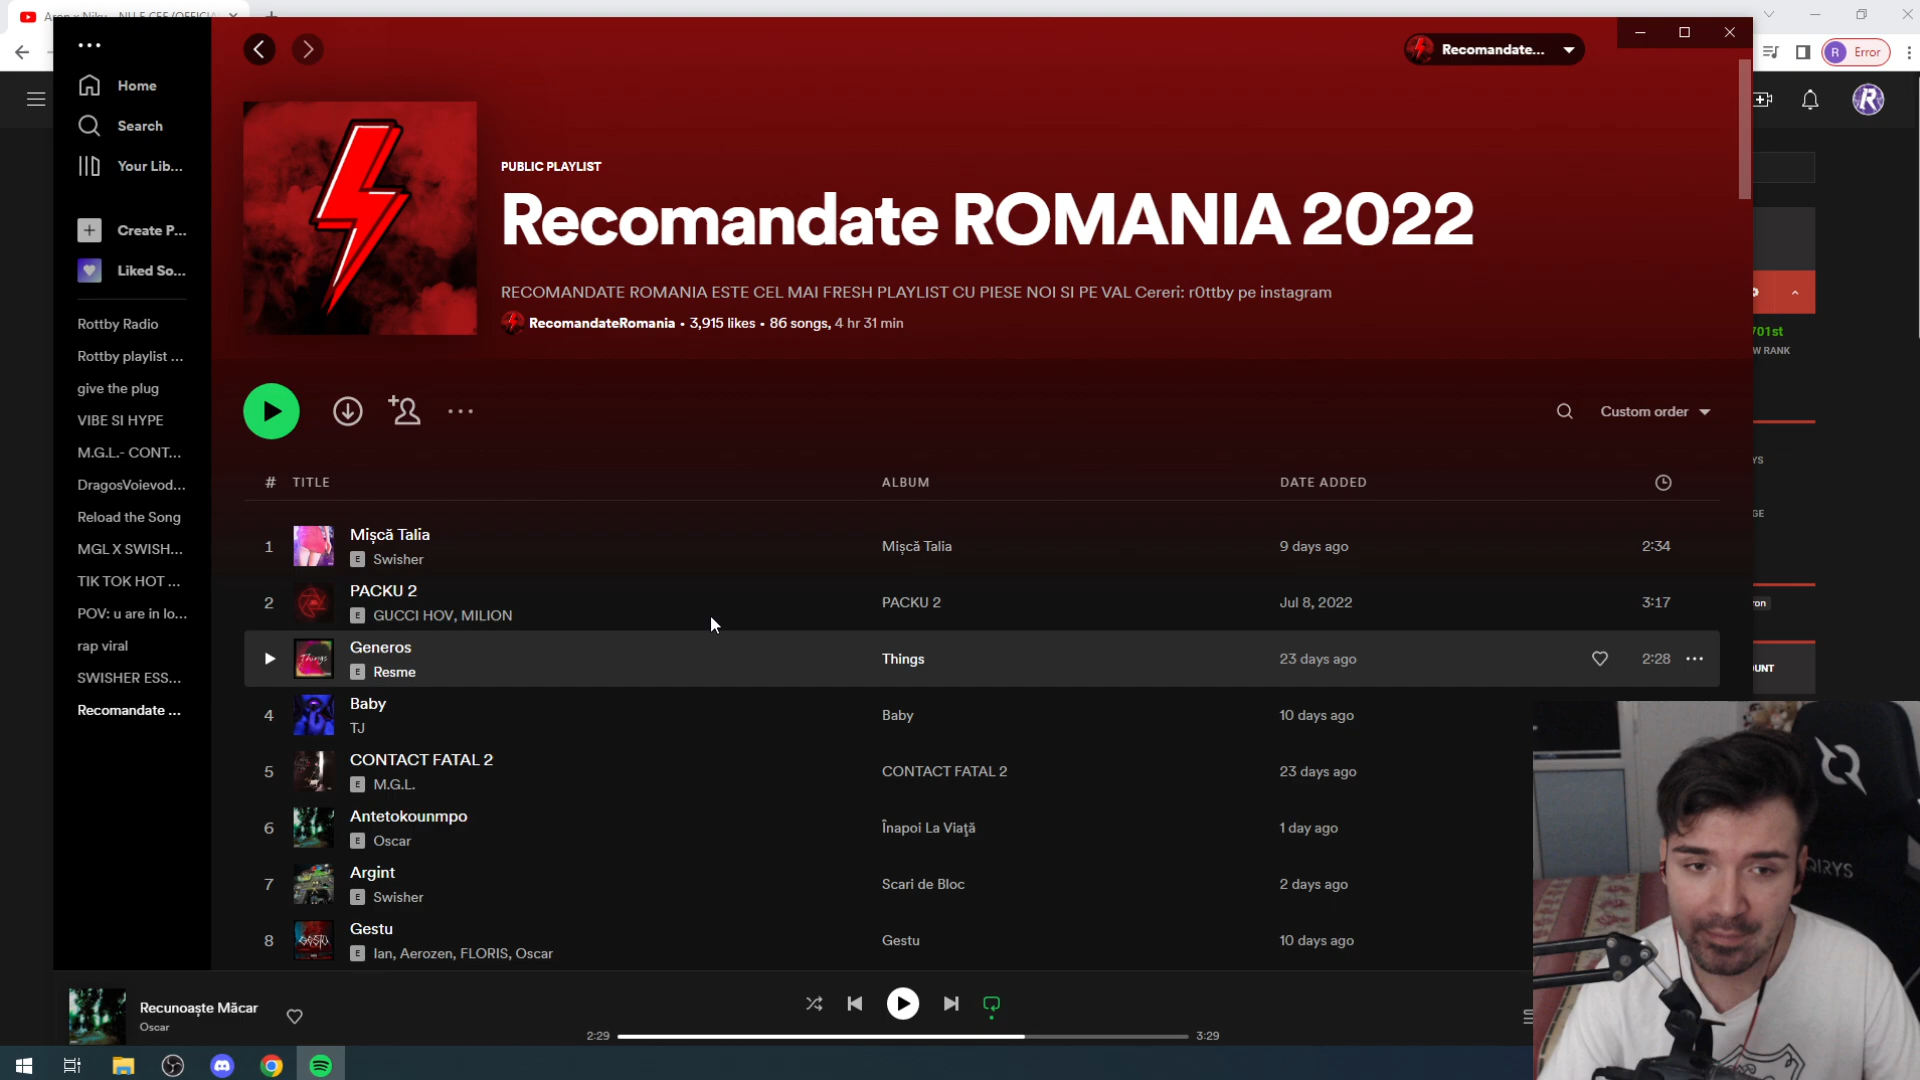 Home
Search
Your Lib...
Create P...
Liked So...
Rottby Radio
Rottby playlist ...
give the plug
VIBE SI HYPE
M.G.L.- CONT...
DragosVoievod...
Reload the Song
MGL X SWISH...
TIK TOK HOT ...
POV: u are in lo...
rap viral
SWISHER ESS...
Recomandate ...
Recomandate...
Error
R
PUBLIC PLAYLIST
Recomandate ROMANIA 2022
RECOMANDATE ROMANIA ESTE CEL MAI FRESH PLAYLIST CU PIESE NOI SI PE VAL Cereri: r0ttby pe instagram
RecomandateRomania • 3,915 likes • 86 songs, 4 hr 31 min
Custom order
# TITLE ALBUM DATE ADDED
1 Mișcă Talia Mișcă Talia 9 days ago 2:34
E Swisher
2 PACKU 2 PACKU 2 Jul 8, 2022 3:17
E GUCCI HOV, MILION
Generos Things 23 days ago 2:28
E Resme
4 Baby Baby 10 days ago
TJ
5 CONTACT FATAL 2 CONTACT FATAL 2 23 days ago
E M.G.L.
6 Antetokounmpo Înapoi La Viață 1 day ago
E Oscar
7 Argint Scari de Bloc 2 days ago
E Swisher
8 Gestu Gestu 10 days ago
E Ian, Aerozen, FLORIS, Oscar
Recunoaște Măcar
Oscar
2:29 3:29
701st
W RANK
YS
GE
ron
UNT
QIRYS